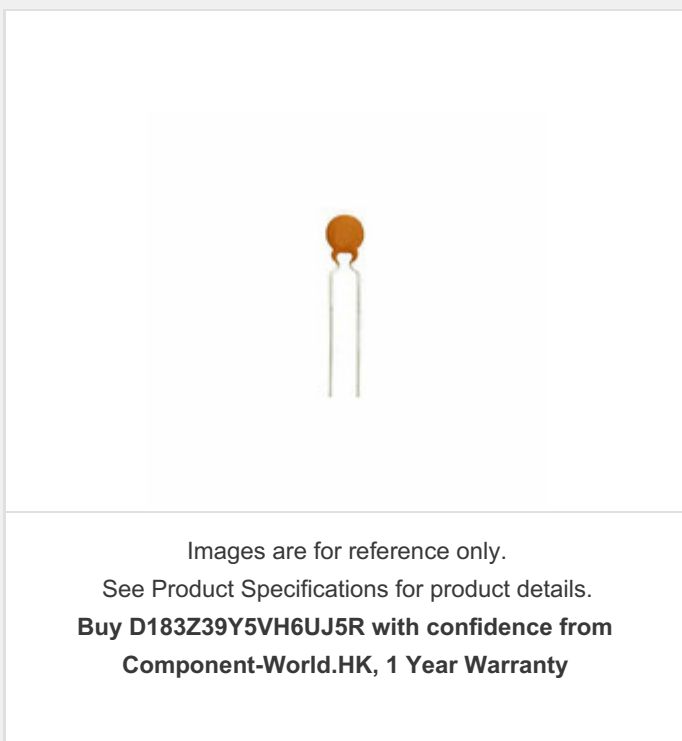 Images are for reference only.
See Product Specifications for product details.
Buy D183Z39Y5VH6UJ5R with confidence from
Component-World.HK, 1 Year Warranty